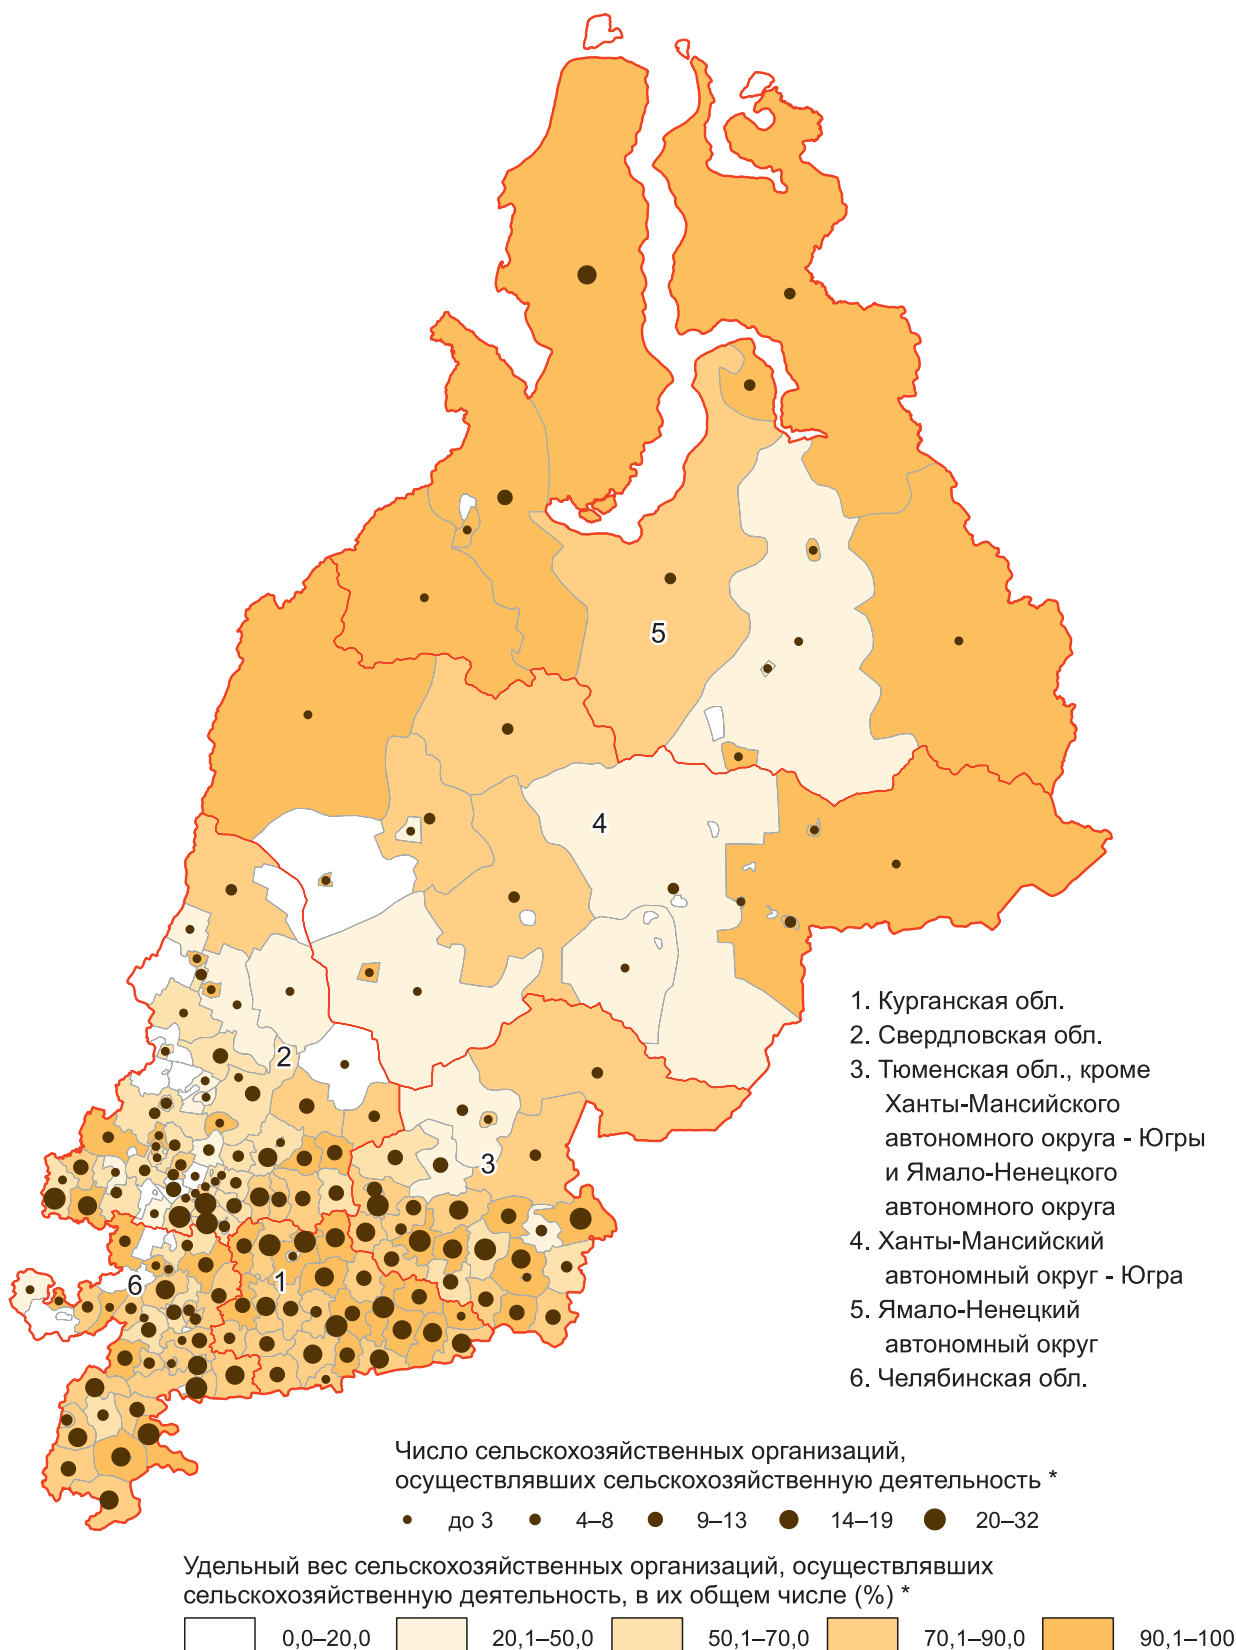 5
4
2
3
1
6
1. Курганская обл.
2. Свердловская обл.
3. Тюменская обл., кроме
Ханты-Мансийского
автономного округа - Югры
и Ямало-Ненецкого
автономного округа
4. Ханты-Мансийский
автономный округ - Югра
5. Ямало-Ненецкий
автономный округ
6. Челябинская обл.
Число сельскохозяйственных организаций,
осуществлявших сельскохозяйственную деятельность *
до 3 4–8 9–13 14–19 20–32
Удельный вес сельскохозяйственных организаций, осуществлявших
сельскохозяйственную деятельность, в их общем числе (%) *
0,0–20,0 20,1–50,0 50,1–70,0 70,1–90,0 90,1–100